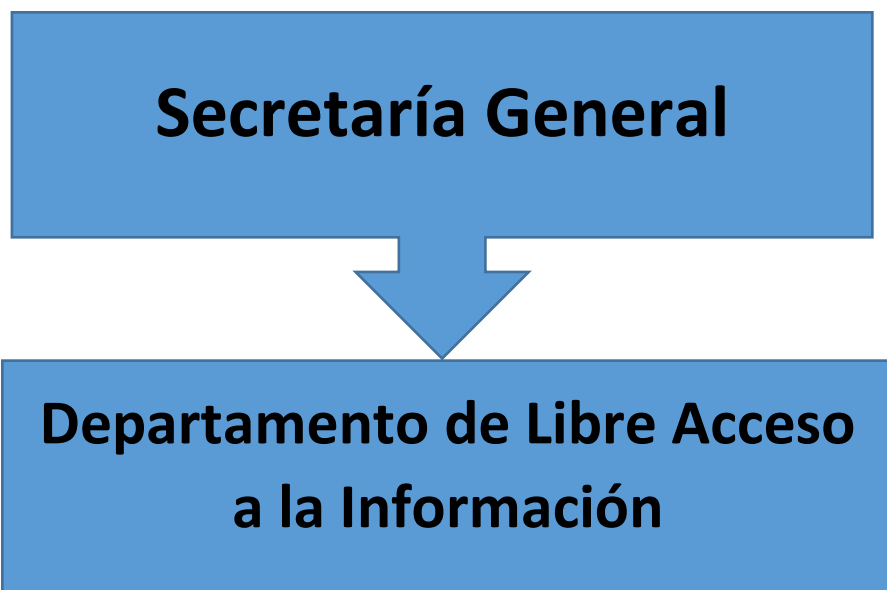 Secretaría General
Departamento de Libre Acceso
a la Información